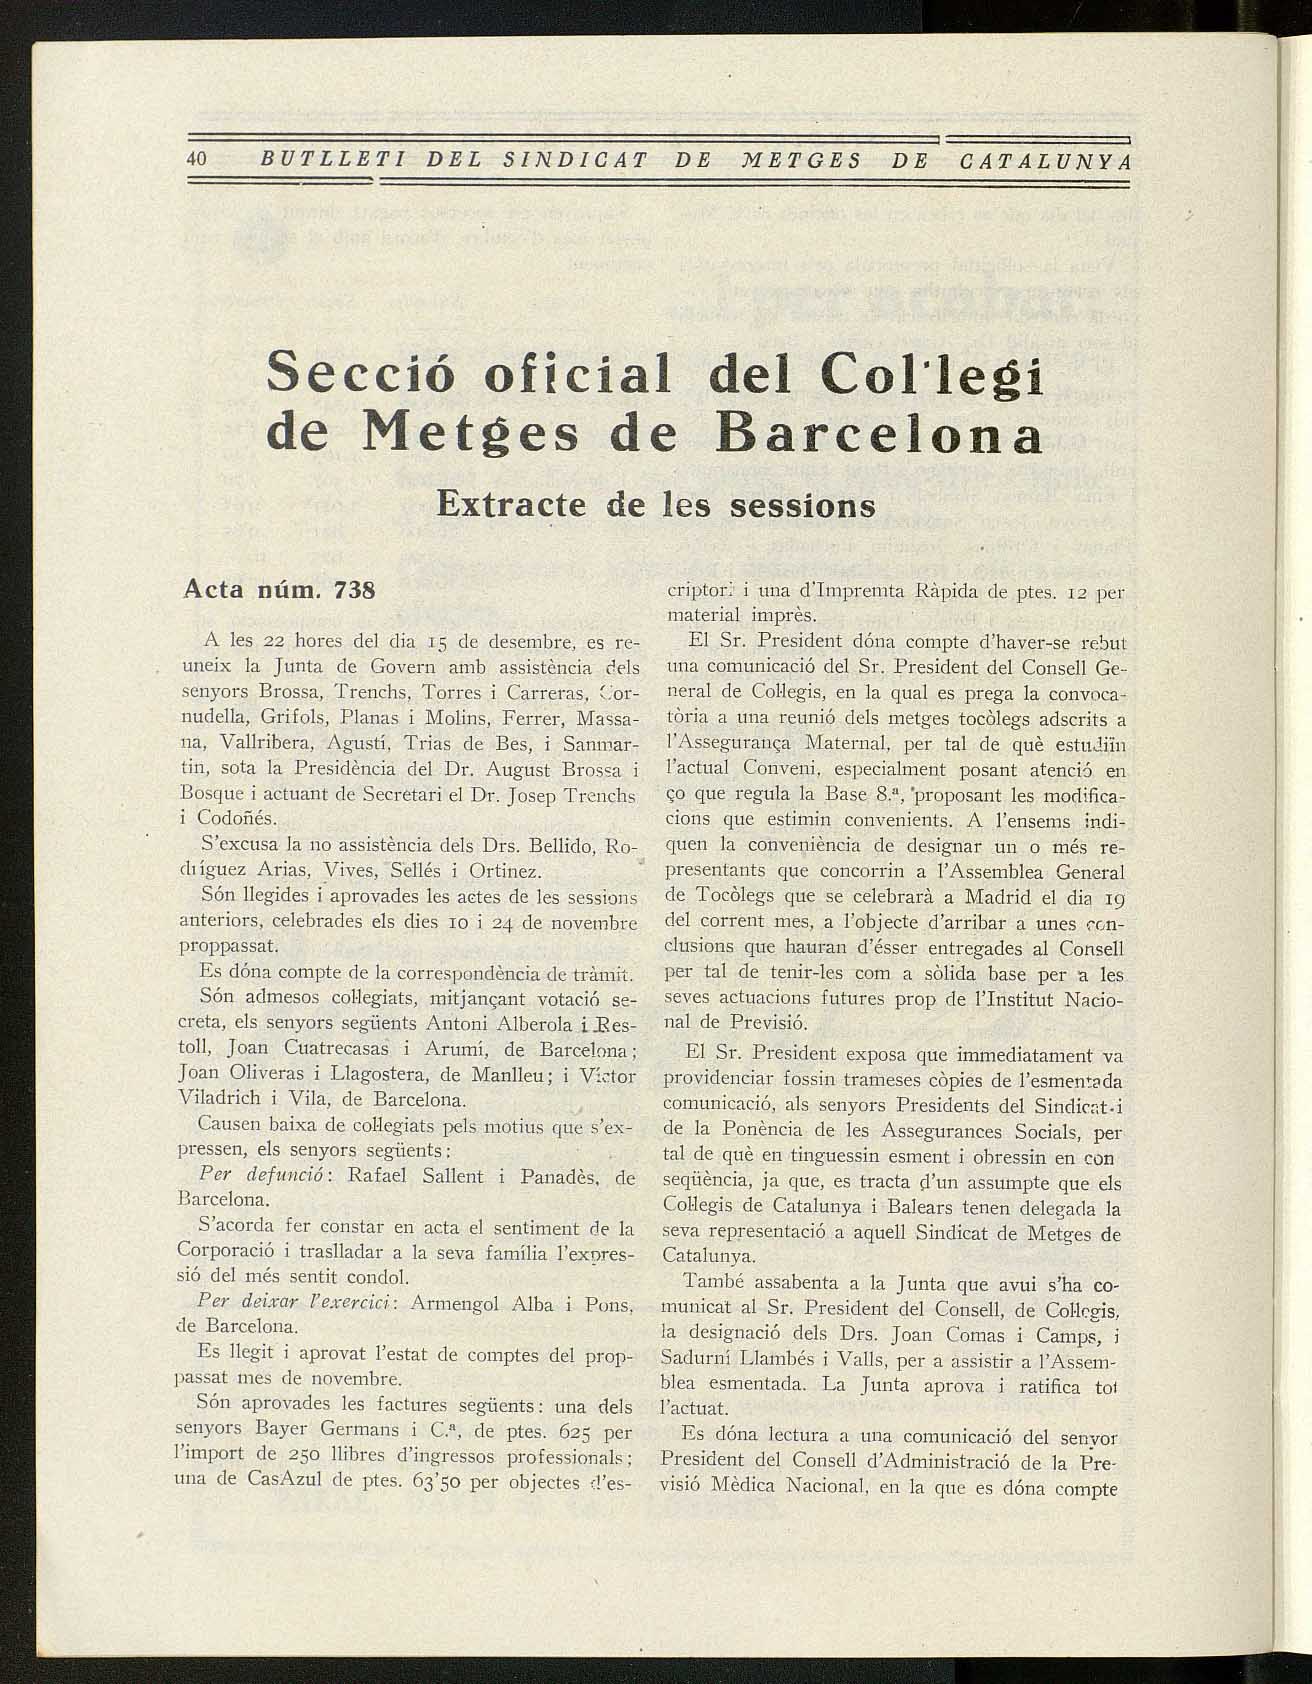 40 BUTLLETI DEL SINDICAT DE METGES DE CATALUNYA
Secció oficial del Col·legi
de Metges de Barcelona
Extracte de les sessions
Acta núm. 738
A les 22 hores del dia 15 de desembre, es re-
uneix la Junta de Govern amb assistència dels
senyors Brossa, Trenchs, Torres i Carreras, Cor-
nudella, Grifols, Planas i Molins, Ferrer, Massa-
na, Vallribera, Agustí, Trias de Bes, i Sanmar-
tin, sota la Presidència del Dr. August Brossa i
Bosque i actuant de Secretari el Dr. Josep Trenchs
i Codoñés.
S'excusa la no assistència dels Drs. Bellido, Ro-
dríguez Arias, Vives, Sellés i Ortinez.
Són llegides i aprovades les actes de les sessions
anteriors, celebrades els dies 10 i 24 de novembre
proppassat.
Es dóna compte de la correspondència de tràmit.
Són admesos col·legiats, mitjançant votació se-
creta, els senyors següents Antoni Alberola i Res-
toll, Joan Cuatrecasas i Arumí, de Barcelona;
Joan Oliveras i Llagostera, de Manlleu; i Víctor
Viladrich i Vila, de Barcelona.
Causen baixa de col·legiats pels motius que s'ex-
pressen, els senyors següents:
Per defunció: Rafael Sallent i Panadès, de
Barcelona.
S'acorda fer constar en acta el sentiment de la
Corporació i traslladar a la seva família l'expres-
sió del més sentit condol.
Per deixar l'exercici: Armengol Alba i Pons,
de Barcelona.
Es llegit i aprovat l'estat de comptes del prop-
passat mes de novembre.
Són aprovades les factures següents: una dels
senyors Bayer Germans i C.ª, de ptes. 625 per
l'import de 250 llibres d'ingressos professionals;
una de CasAzul de ptes. 63'50 per objectes d'es-
criptori i una d'Impremta Ràpida de ptes. 12 per
material imprès.
El Sr. President dóna compte d'haver-se rebut
una comunicació del Sr. President del Consell Ge-
neral de Col·legis, en la qual es prega la convoca-
tòria a una reunió dels metges tocòlegs adscrits a
l'Assegurança Maternal, per tal de què estudiïn
l'actual Conveni, especialment posant atenció en
ço que regula la Base 8.ª, proposant les modifica-
cions que estimin convenients. A l'ensems indi-
quen la conveniència de designar un o més re-
presentants que concorrin a l'Assemblea General
de Tocòlegs que se celebrarà a Madrid el dia 19
del corrent mes, a l'objecte d'arribar a unes con-
clusions que hauran d'ésser entregades al Consell
per tal de tenir-les com a sòlida base per a les
seves actuacions futures prop de l'Institut Nacio-
nal de Previsió.
El Sr. President exposa que immediatament va
providenciar fossin trameses còpies de l'esmentada
comunicació, als senyors Presidents del Sindicat i
de la Ponència de les Assegurances Socials, per
tal de què en tinguessin esment i obressin en con
seqüència, ja que, es tracta d'un assumpte que els
Col·legis de Catalunya i Balears tenen delegada la
seva representació a aquell Sindicat de Metges de
Catalunya.
També assabenta a la Junta que avui s'ha co-
municat al Sr. President del Consell, de Col·legis,
la designació dels Drs. Joan Comas i Camps, i
Sadurní Llambés i Valls, per a assistir a l'Assem-
blea esmentada. La Junta aprova i ratifica tot
l'actuat.
Es dóna lectura a una comunicació del senyor
President del Consell d'Administració de la Pre-
visió Mèdica Nacional, en la que es dóna compte